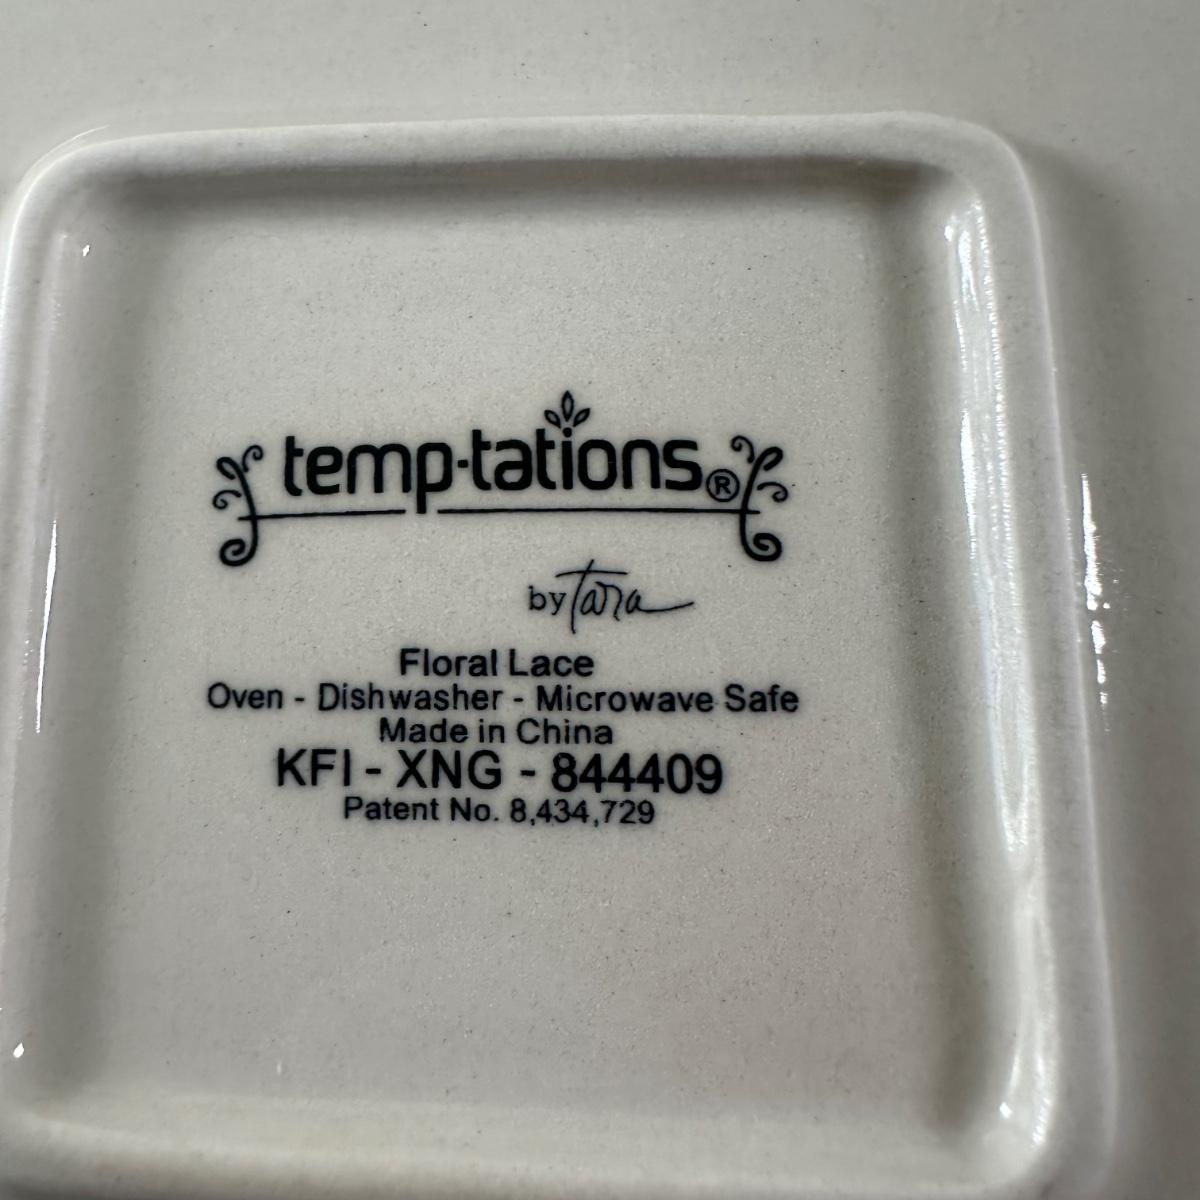 temp-tations®
by tara
Floral Lace
Oven - Dishwasher - Microwave Safe
Made in China
KFI - XNG - 844409
Patent No. 8,434,729